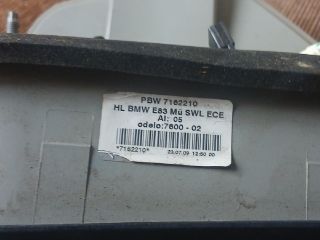 PBW 7162210
HL BMW E83 Mü SWL ECE
AI: 05
odelo:7600 - 02
*7162210*
23.07.09 12:50 00